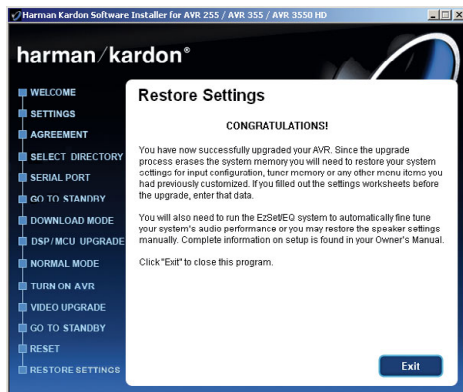 Harman Kardon Software Installer for AVR 255 / AVR 355 / AVR 3550 HD
harman/kardon®
WELCOME
SETTINGS
AGREEMENT
SELECT DIRECTORY
SERIAL PORT
GO TO STANDBY
DOWNLOAD MODE
DSP/MCU UPGRADE
NORMAL MODE
TURN ON AVR
VIDEO UPGRADE
GO TO STANDBY
RESET
RESTORE SETTINGS
Restore Settings
CONGRATULATIONS!
You have now successfully upgraded your AVR. Since the upgrade
process erases the system memory you will need to restore your system
settings for input configuration, tuner memory or any other menu items you
had previously customized. If you filled out the settings worksheets before
the upgrade, enter that data.
You will also need to run the EzSet/EQ system to automatically fine tune
your system's audio performance or you may restore the speaker settings
manually. Complete information on setup is found in your Owner's Manual.
Click "Exit" to close this program.
Exit